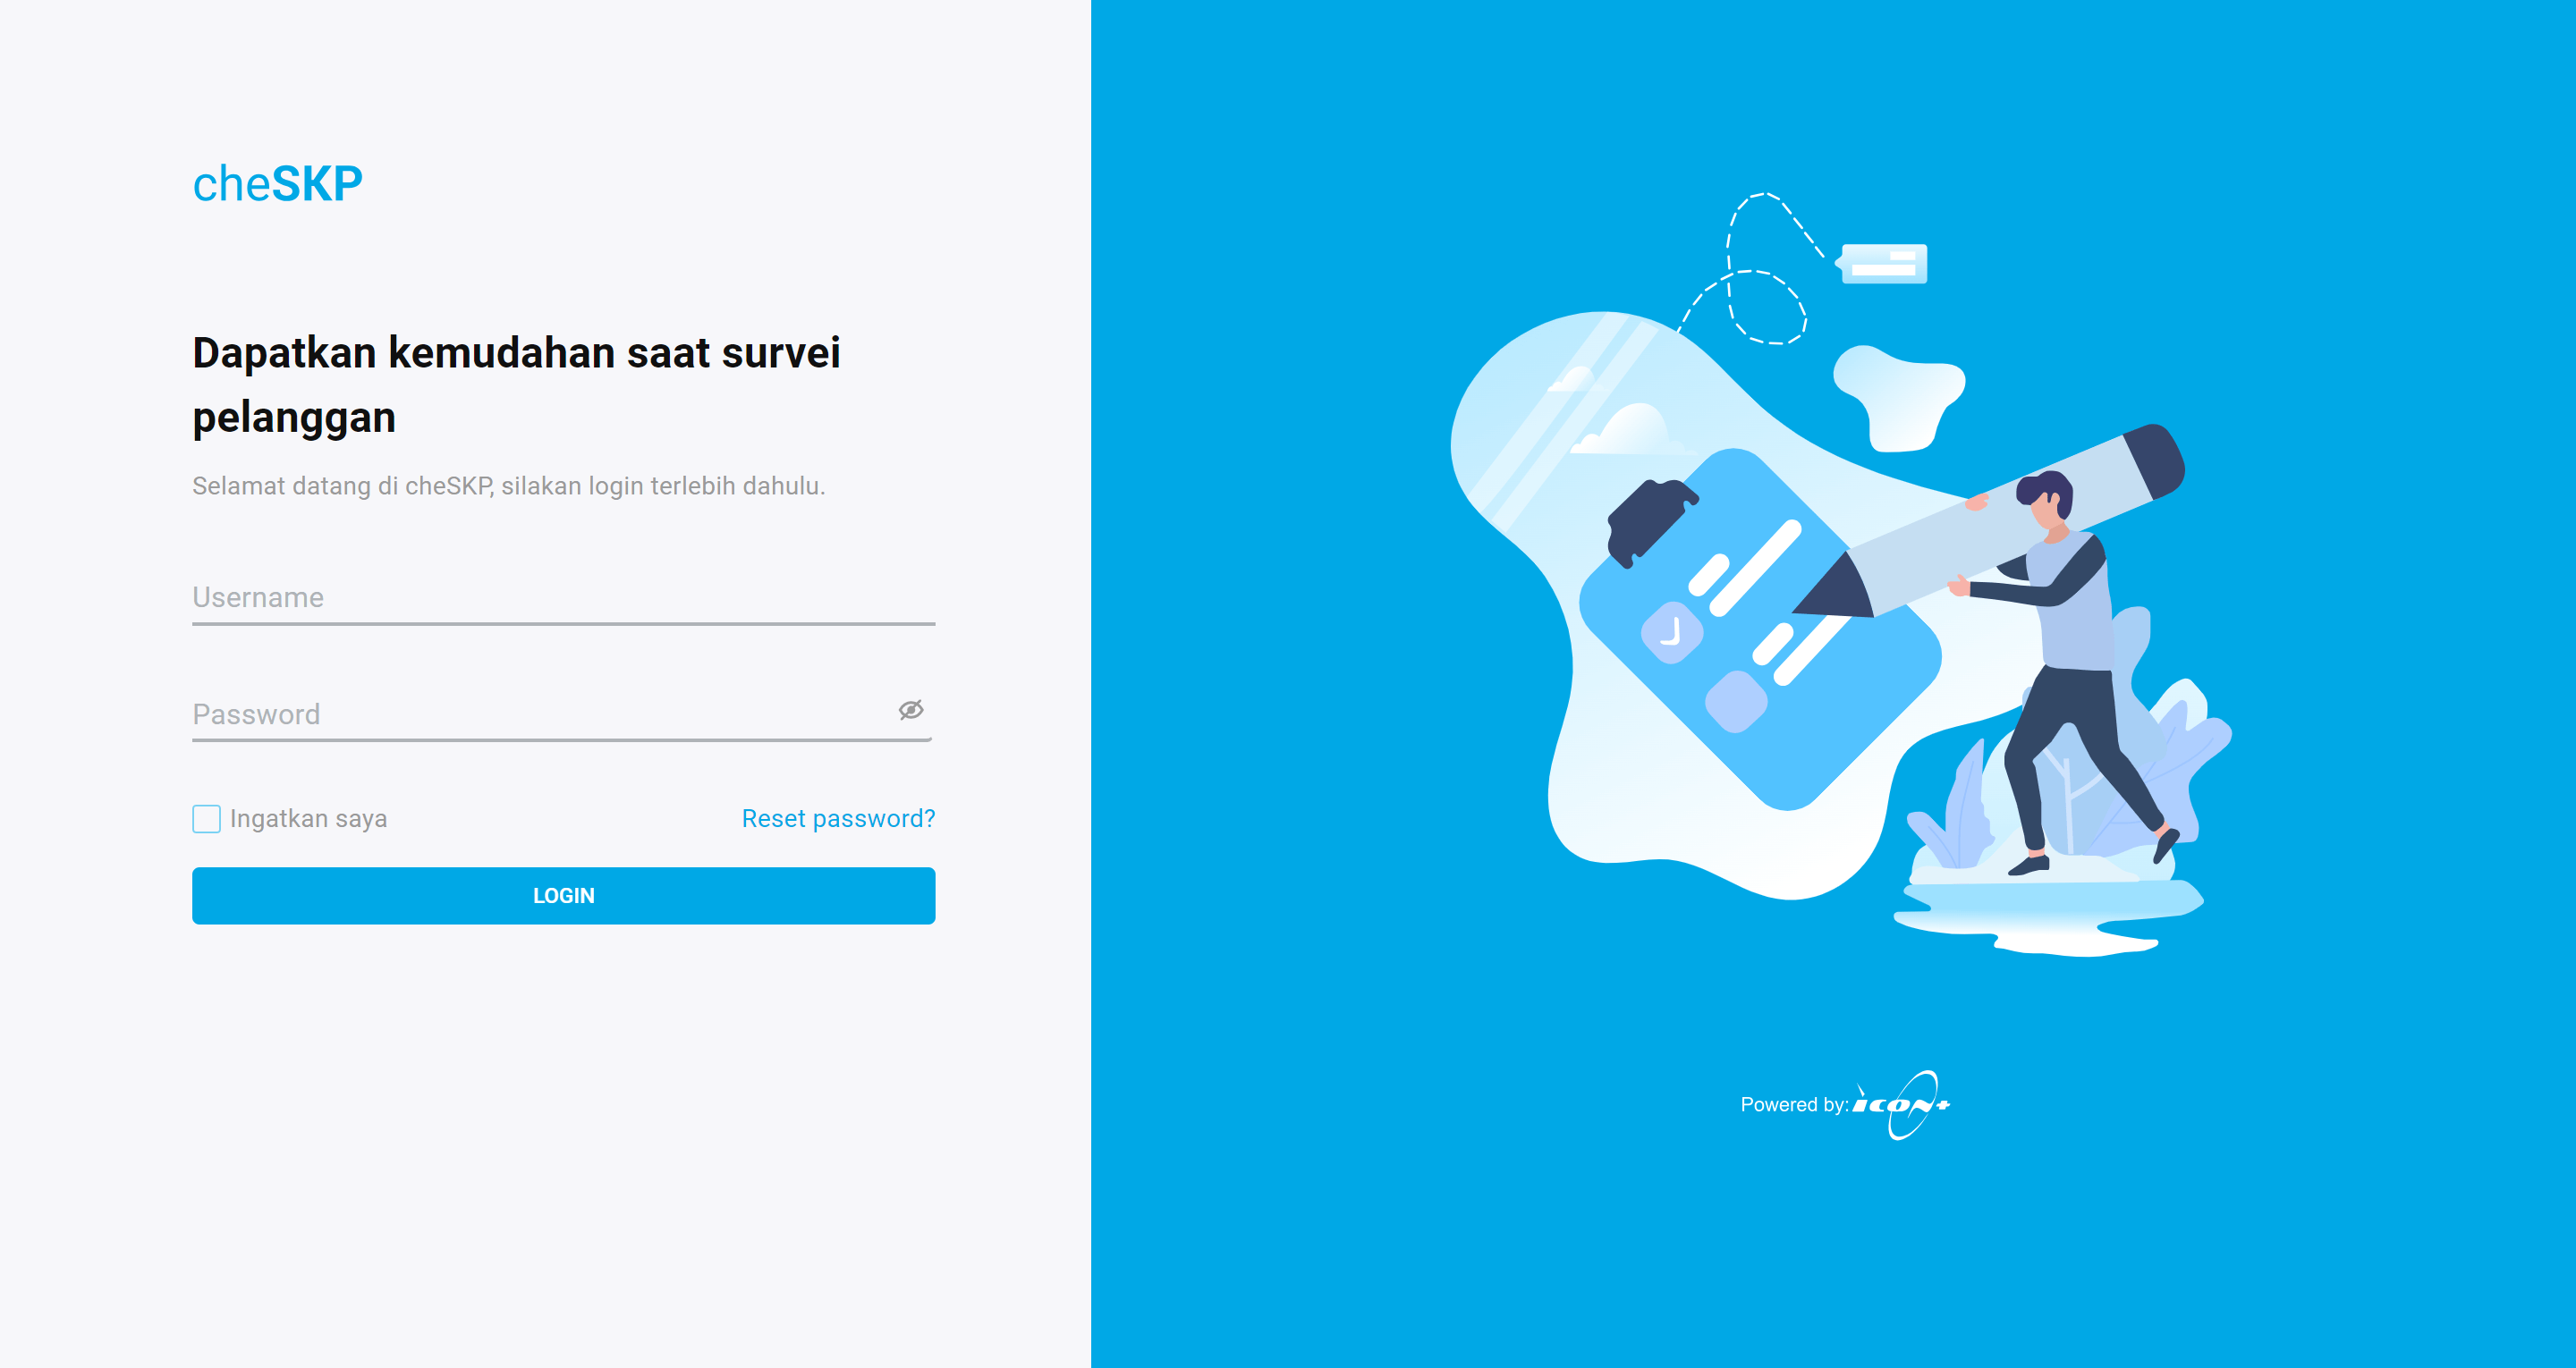 cheSKP
Dapatkan kemudahan saat survei
pelanggan
Selamat datang di cheSKP, silakan login terlebih dahulu.
Username
Password
Ingatkan saya
Reset password?
LOGIN
Powered by: icon+